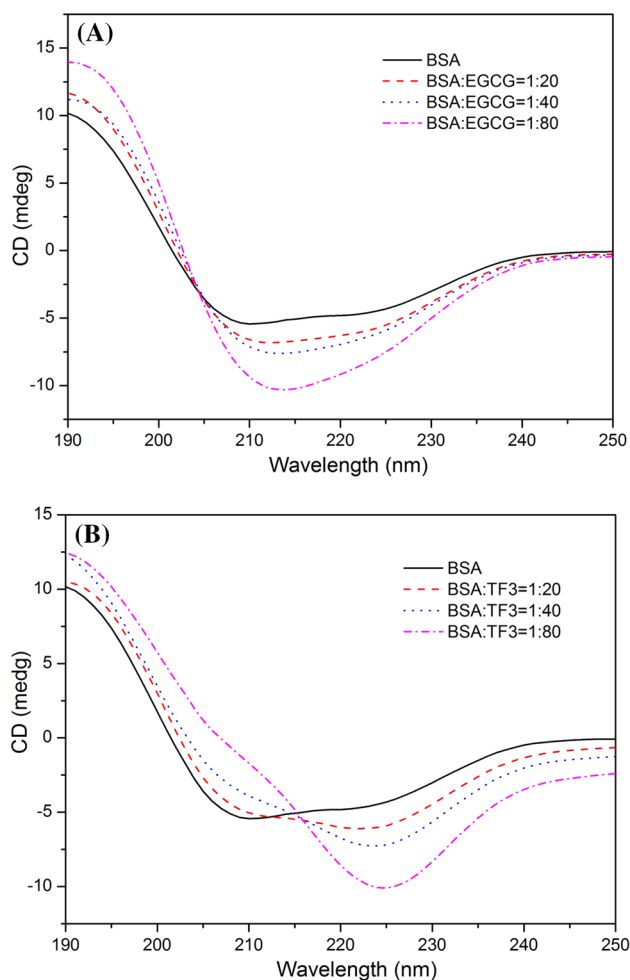 (A)
BSA
BSA:EGCG=1:20
BSA:EGCG=1:40
BSA:EGCG=1:80
CD (mdeg)
15
10
5
0
-5
-10
190 200 210 220 230 240 250
Wavelength (nm)
(B)
BSA
BSA:TF3=1:20
BSA:TF3=1:40
BSA:TF3=1:80
CD (medg)
15
10
5
0
-5
-10
190 200 210 220 230 240 250
Wavelength (nm)